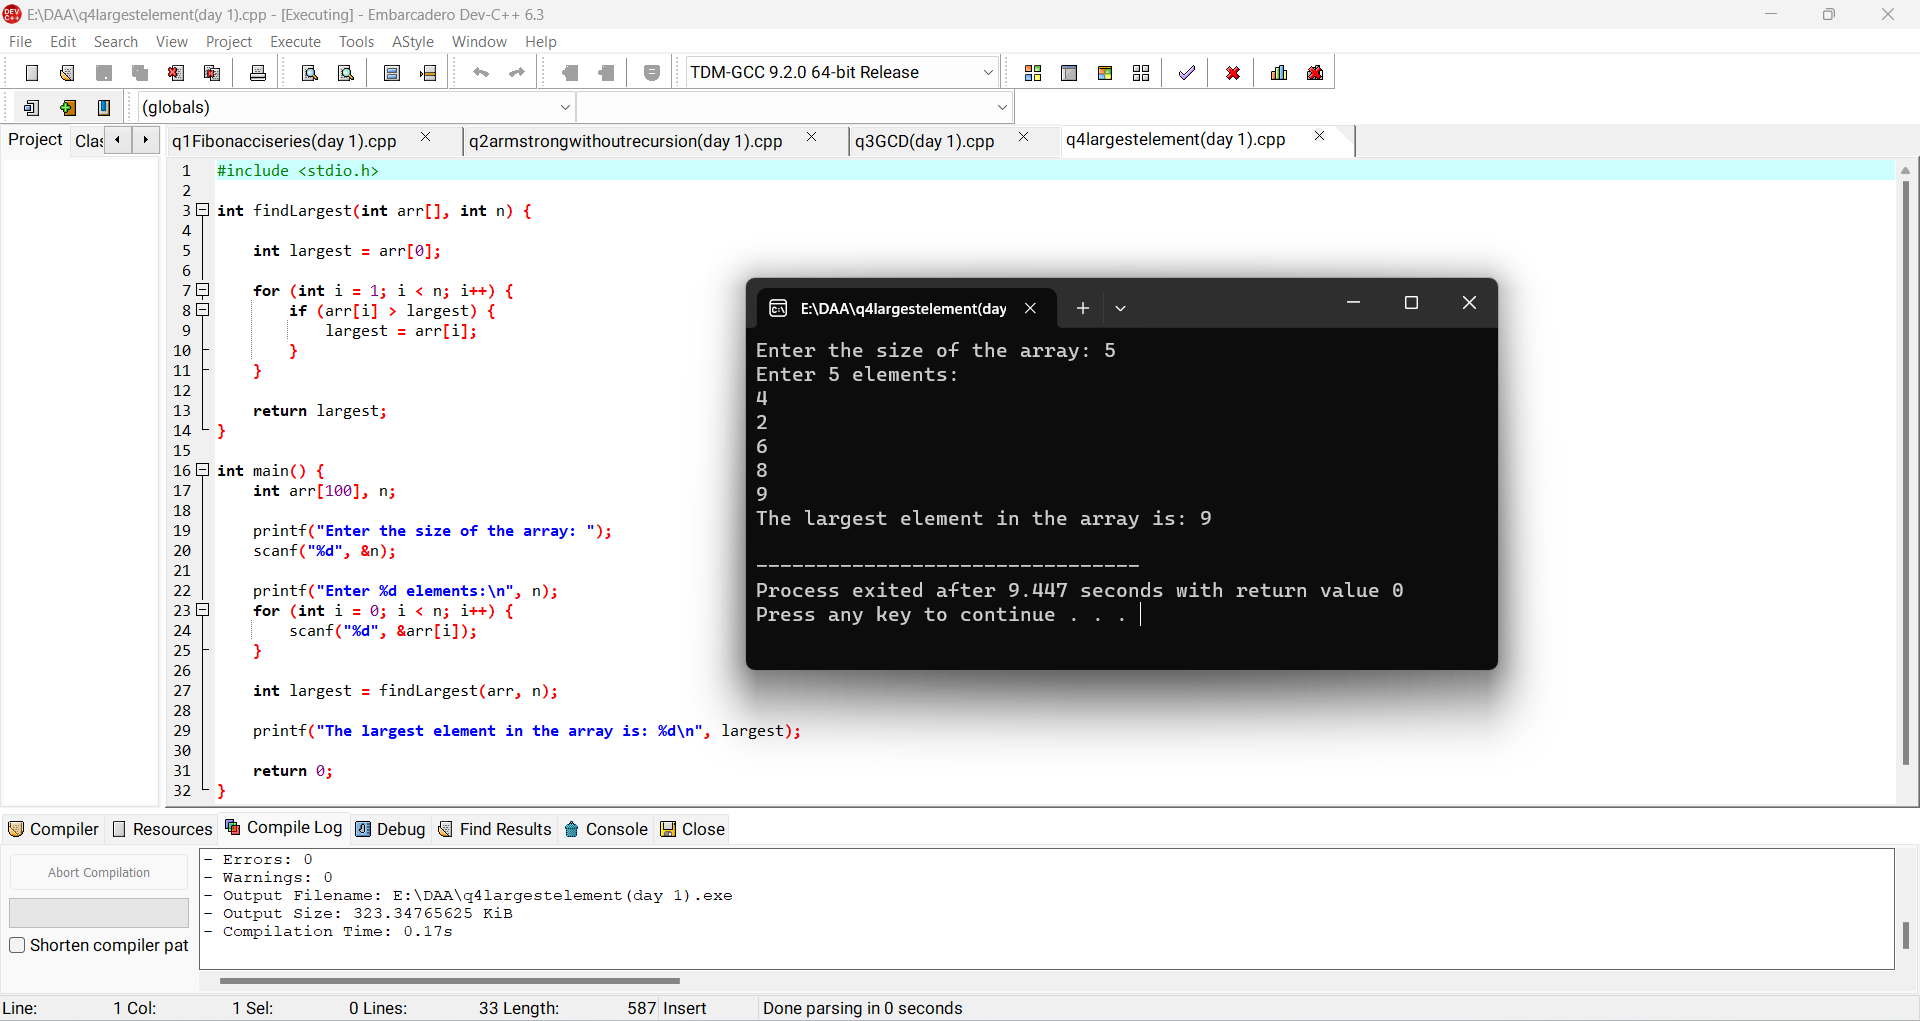 E:\DAA\q4largestelement(day 1).cpp - [Executing] - Embarcadero Dev-C++ 6.3
File Edit Search View Project Execute Tools AStyle Window Help
TDM-GCC 9.2.0 64-bit Release
(globals)
Project Clas q1Fibonacciseries(day 1).cpp q2armstrongwithoutrecursion(day 1).cpp q3GCD(day 1).cpp q4largestelement(day 1).cpp
1 #include <stdio.h>
2
3 int findLargest(int arr[], int n) {
4
5 int largest = arr[0];
6
7 for (int i = 1; i < n; i++) {
8 if (arr[i] > largest) {
9 largest = arr[i];
10 }
11 }
12
13 return largest;
14 }
15
16 int main() {
17 int arr[100], n;
18
19 printf("Enter the size of the array: ");
20 scanf("%d", &n);
21
22 printf("Enter %d elements:\n", n);
23 for (int i = 0; i < n; i++) {
24 scanf("%d", &arr[i]);
25 }
26
27 int largest = findLargest(arr, n);
28
29 printf("The largest element in the array is: %d\n", largest);
30
31 return 0;
32 }
E:\DAA\q4largestelement(day
Enter the size of the array: 5
Enter 5 elements:
4
2
6
8
9
The largest element in the array is: 9
--------------------------------
Process exited after 9.447 seconds with return value 0
Press any key to continue . . .
Compiler Resources Compile Log Debug Find Results Console Close
Abort Compilation
Shorten compiler pat
- Errors: 0
- Warnings: 0
- Output Filename: E:\DAA\q4largestelement(day 1).exe
- Output Size: 323.34765625 KiB
- Compilation Time: 0.17s
Line: 1 Col: 1 Sel: 0 Lines: 33 Length: 587 Insert Done parsing in 0 seconds